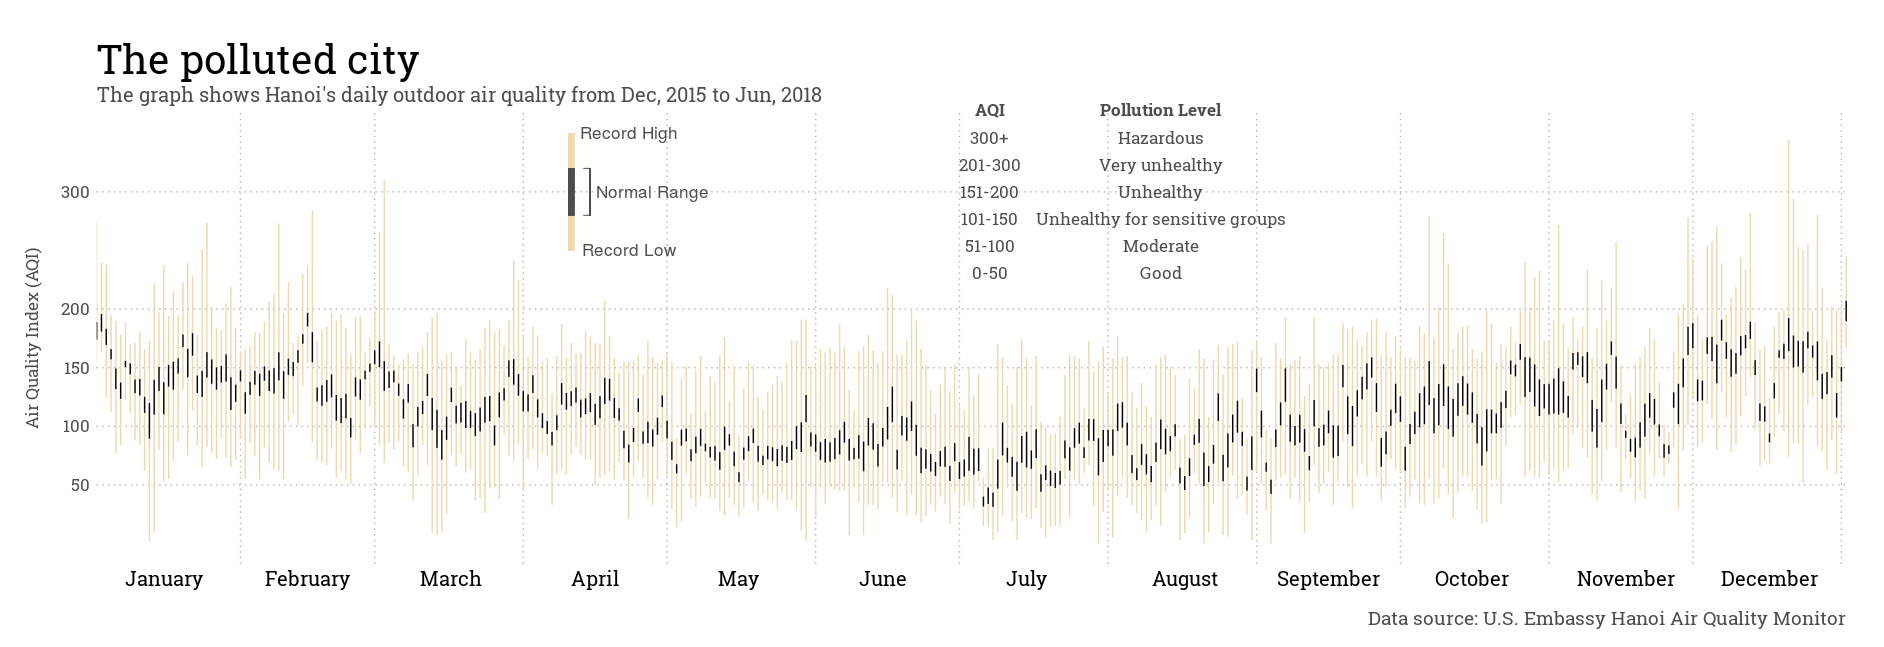 The polluted city
The graph shows Hanoi's daily outdoor air quality from Dec, 2015 to Jun, 2018
AQI Pollution Level
300+ Hazardous
201-300 Very unhealthy
151-200 Unhealthy
101-150 Unhealthy for sensitive groups
51-100 Moderate
0-50 Good
Record High
Normal Range
Record Low
Air Quality Index (AQI)
300
200
150
100
50
January February March April May June July August September October November December
Data source: U.S. Embassy Hanoi Air Quality Monitor